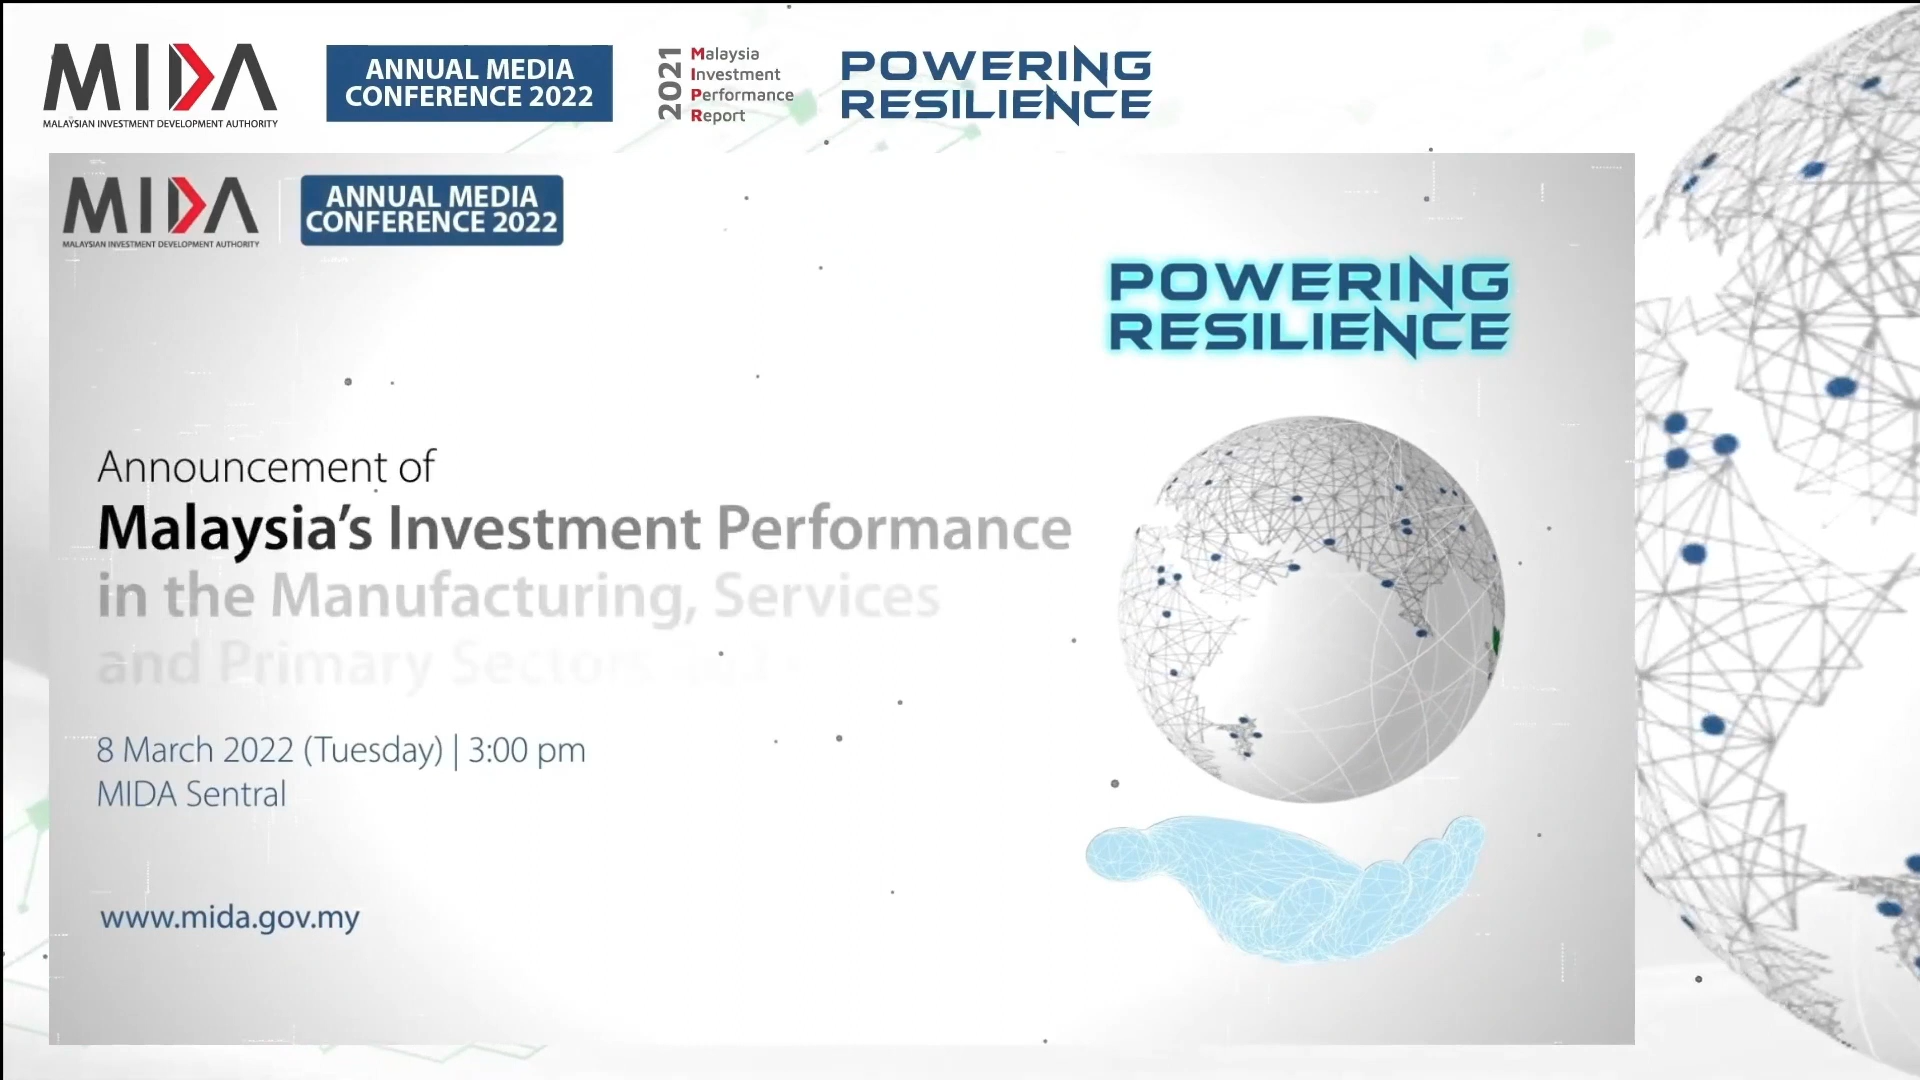 MIDA
MALAYSIAN INVESTMENT DEVELOPMENT AUTHORITY
ANNUAL MEDIA
CONFERENCE 2022
2021
Malaysia
Investment
Performance
Report
POWERING
RESILIENCE
MIDA
MALAYSIAN INVESTMENT DEVELOPMENT AUTHORITY
ANNUAL MEDIA
CONFERENCE 2022
POWERING
RESILIENCE
Announcement of
Malaysia's Investment Performance
in the Manufacturing, Services
and Primary Sectors
8 March 2022 (Tuesday) | 3:00 pm
MIDA Sentral
www.mida.gov.my